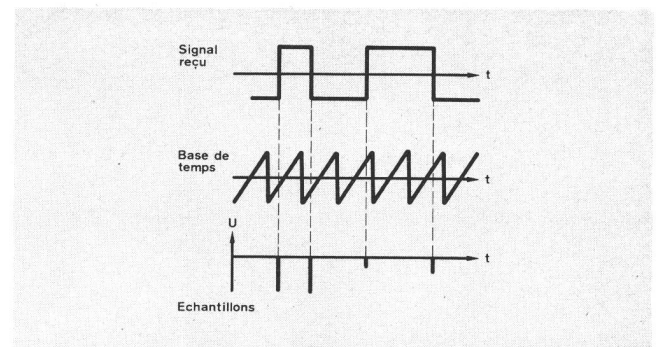 Signal
reçu
t
Base de
temps
t
U
t
Echantillons